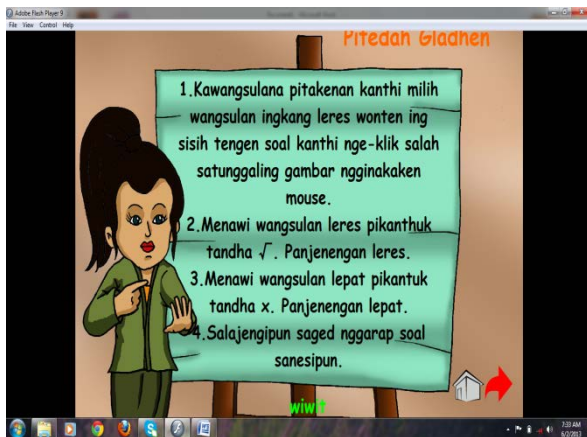 Adobe Flash Player 9
File View Control Help
Pitedah Gladhen
1.Kawangsulana pitakenan kanthi milih
wangsulan ingkang leres wonten ing
sisih tengen soal kanthi nge-klik salah
satunggaling gambar ngginakaken
mouse.
2.Menawi wangsulan leres pikanthuk
tandha √. Panjenengan leres.
3.Menawi wangsulan lepat pikantuk
tandha x. Panjenengan lepat.
4.Salajengipun saged nggarap soal
sanesipun.
wiwit
7:33 AM
6/2/2013